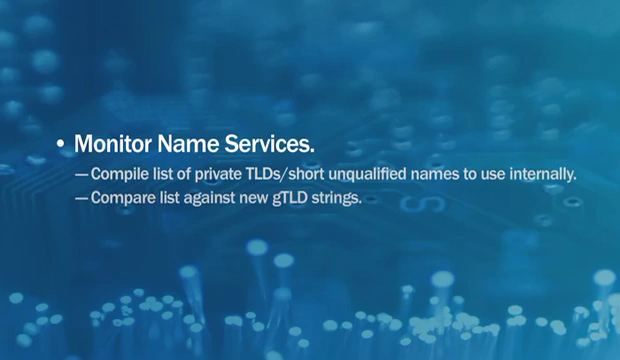 • Monitor Name Services.
— Compile list of private TLDs/short unqualified names to use internally.
— Compare list against new gTLD strings.